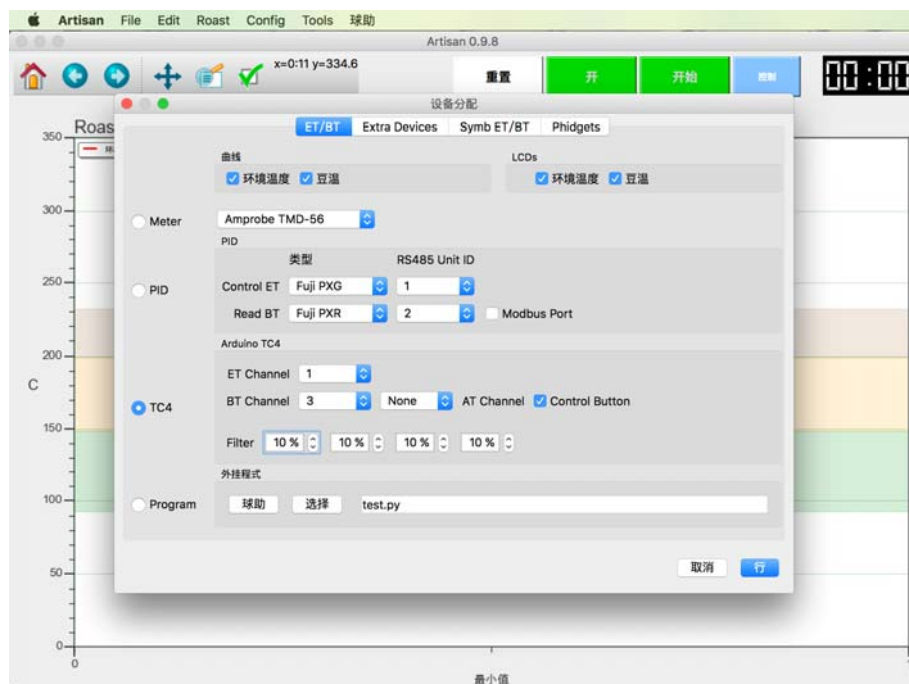 Artisan File Edit Roast Config Tools 球助
Artisan 0.9.8
x=0:11 y=334.6
重置 开 开始 控制 00:00
设备分配
Roas
ET/BT Extra Devices Symb ET/BT Phidgets
曲线 LCDs
环境温度 豆温 环境温度 豆温
Meter Amprobe TMD-56
PID
类型 RS485 Unit ID
PID Control ET Fuji PXG 1
Read BT Fuji PXR 2 Modbus Port
Arduino TC4
ET Channel 1
TC4 BT Channel 3 None AT Channel Control Button
Filter 10 % 10 % 10 % 10 %
外挂程式
Program 球助 选择 test.py
取消 行
350
300
250
200
C
150
100
50
0
0
最小值